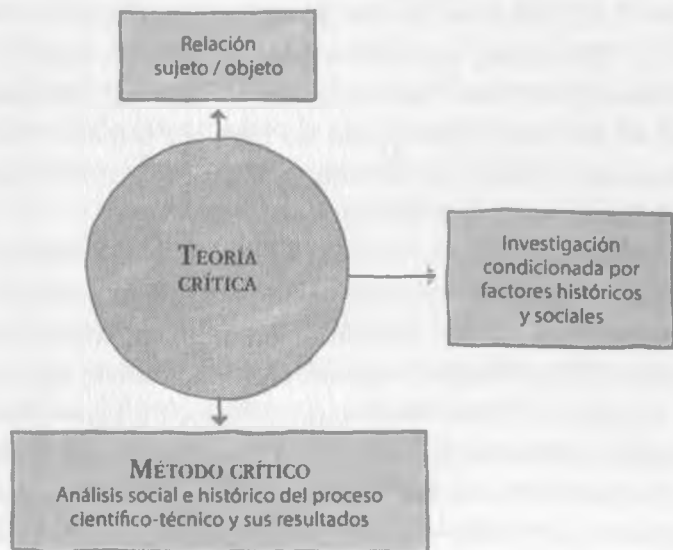 Relación
sujeto / objeto
TEORÍA
CRÍTICA
Investigación
condicionada por
factores históricos
y sociales
MÉTODO CRÍTICO
Análisis social e histórico del proceso
científico-técnico y sus resultados